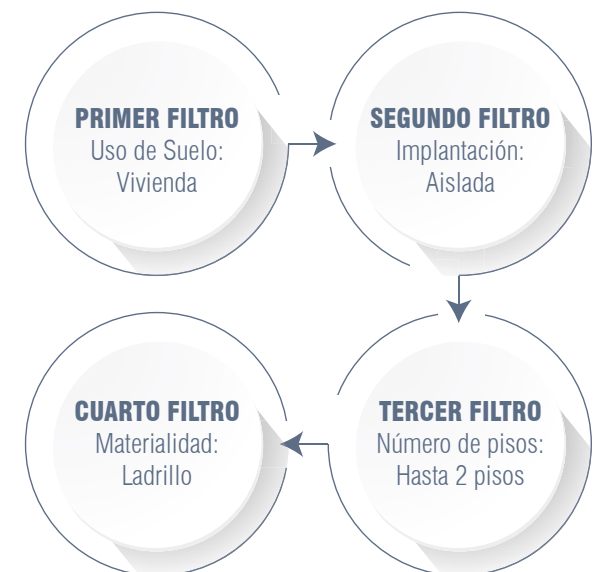 PRIMER FILTRO
Uso de Suelo:
Vivienda
SEGUNDO FILTRO
Implantación:
Aislada
TERCER FILTRO
Número de pisos:
Hasta 2 pisos
CUARTO FILTRO
Materialidad:
Ladrillo